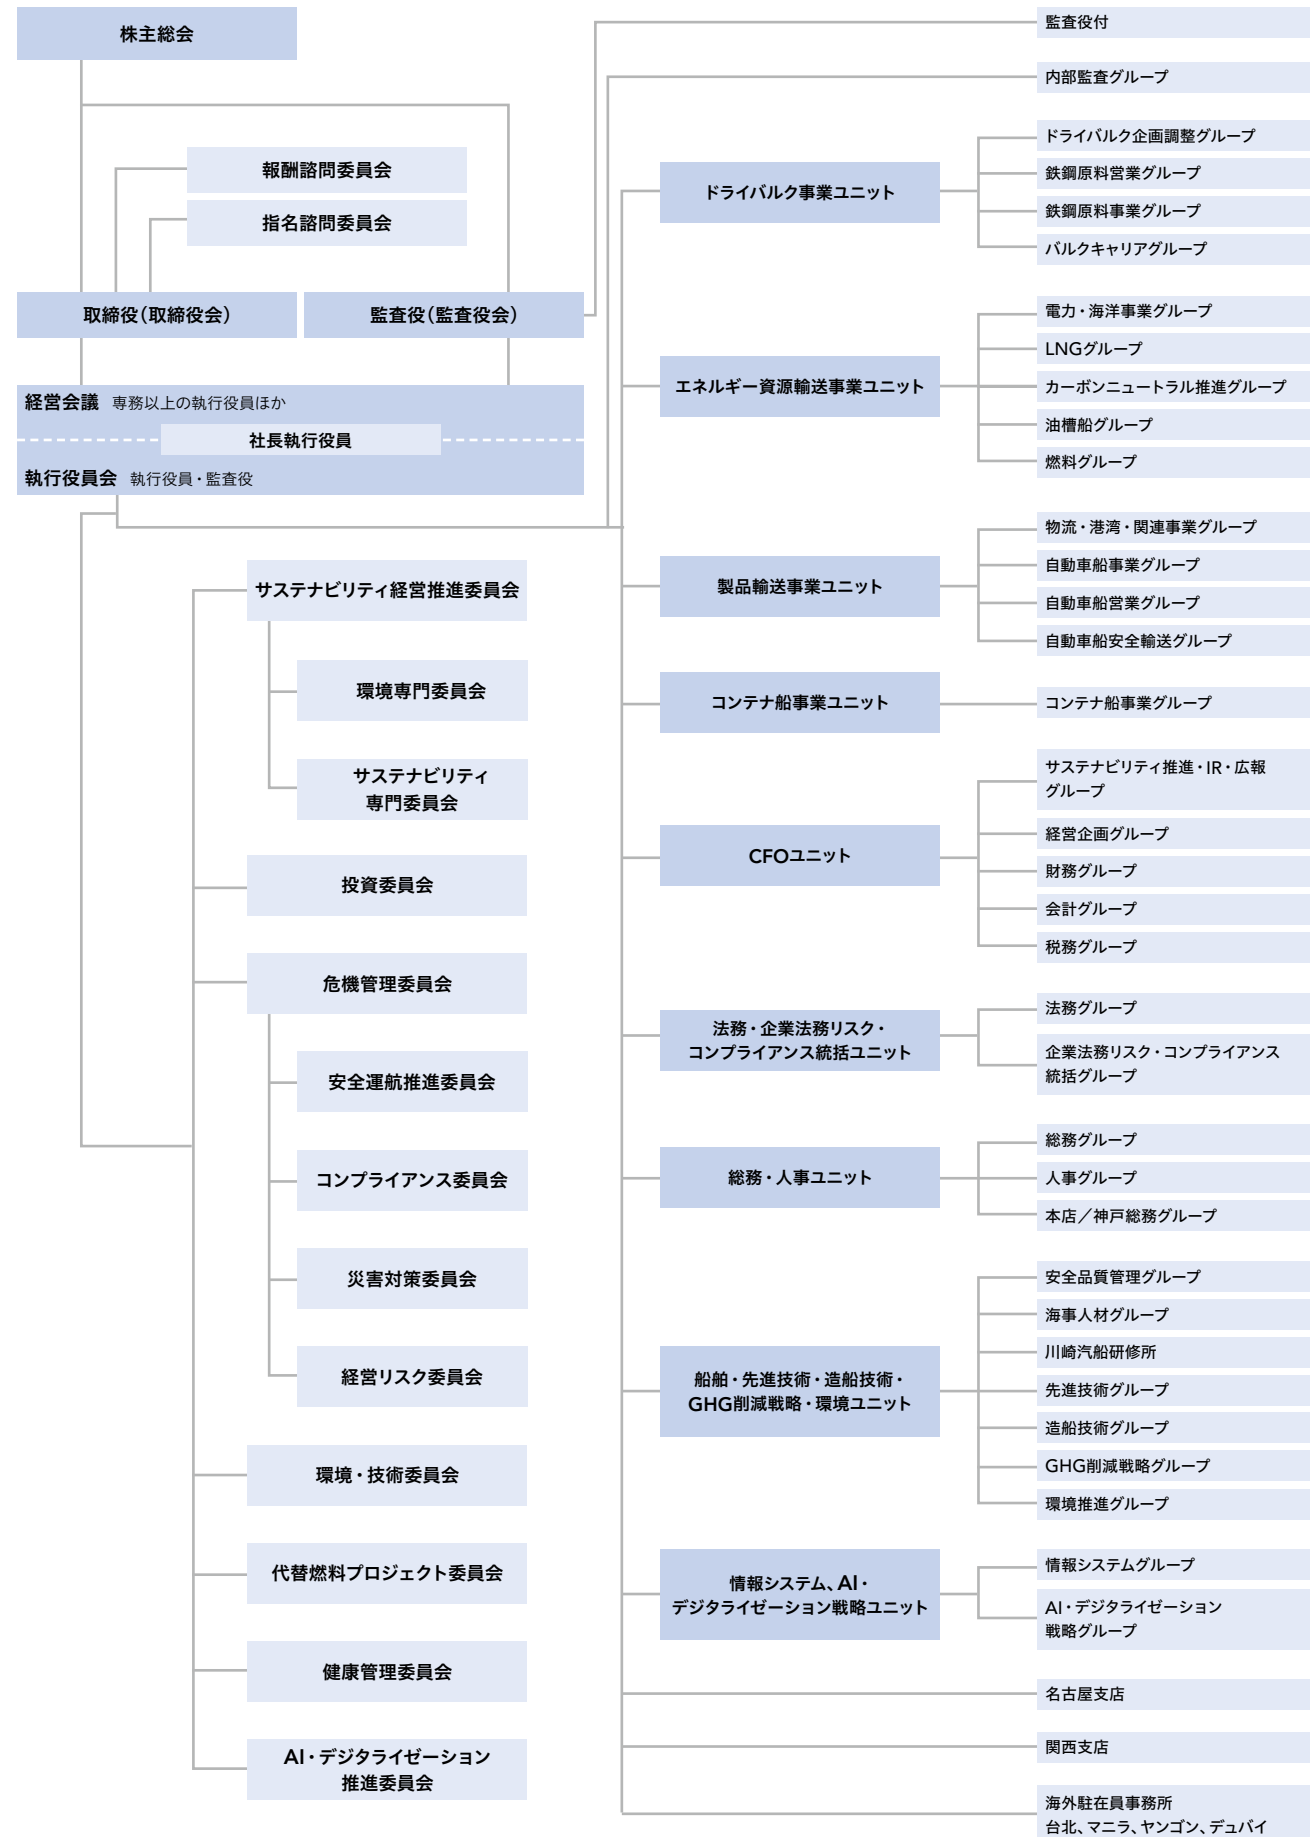 株主総会
報酬諮問委員会
指名諮問委員会
取締役（取締役会）
監査役（監査役会）
経営会議 専務以上の執行役員ほか
社長執行役員
執行役員会 執行役員・監査役
サステナビリティ経営推進委員会
環境専門委員会
サステナビリティ
専門委員会
投資委員会
危機管理委員会
安全運航推進委員会
コンプライアンス委員会
災害対策委員会
経営リスク委員会
環境・技術委員会
代替燃料プロジェクト委員会
健康管理委員会
AI・デジタライゼーション
推進委員会
監査役付
内部監査グループ
ドライバルク事業ユニット
ドライバルク企画調整グループ
鉄鋼原料営業グループ
鉄鋼原料事業グループ
バルクキャリアグループ
エネルギー資源輸送事業ユニット
電力・海洋事業グループ
LNGグループ
カーボンニュートラル推進グループ
油槽船グループ
燃料グループ
製品輸送事業ユニット
物流・港湾・関連事業グループ
自動車船事業グループ
自動車船営業グループ
自動車船安全輸送グループ
コンテナ船事業ユニット
コンテナ船事業グループ
CFOユニット
サステナビリティ推進・IR・広報
グループ
経営企画グループ
財務グループ
会計グループ
税務グループ
法務・企業法務リスク・
コンプライアンス統括ユニット
法務グループ
企業法務リスク・コンプライアンス
統括グループ
総務・人事ユニット
総務グループ
人事グループ
本店／神戸総務グループ
船舶・先進技術・造船技術・
GHG削減戦略・環境ユニット
安全品質管理グループ
海事人材グループ
川崎汽船研修所
先進技術グループ
造船技術グループ
GHG削減戦略グループ
環境推進グループ
情報システム、AI・
デジタライゼーション戦略ユニット
情報システムグループ
AI・デジタライゼーション
戦略グループ
名古屋支店
関西支店
海外駐在員事務所
台北、マニラ、ヤンゴン、デュバイ